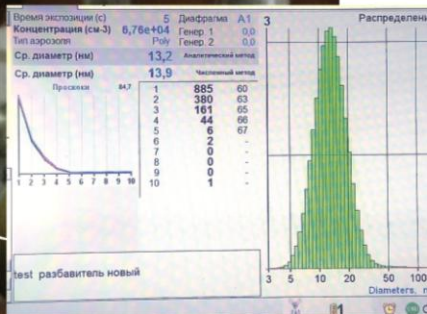 Время экспозиции (с) 5 Диафрагма A1
Концентрация (см-3) 6,76e+04 Генер. 1 0,0
Тип аэрозоля Poly Генер. 2 0,0
Ср. диаметр (нм) 13,2 Аналитический метод
Ср. диаметр (нм) 13,9 Численный метод
Проскоки 84,7
1 885 60
2 380 63
3 161 65
4 44 66
5 6 67
6 2 -
7 0 -
8 0 -
9 0 -
10 1 -
1 2 3 4 5 6 7 8 9 10
test разбавитель новый
3 Распределени
3 5 10 20 50 100
Diameters, n
1